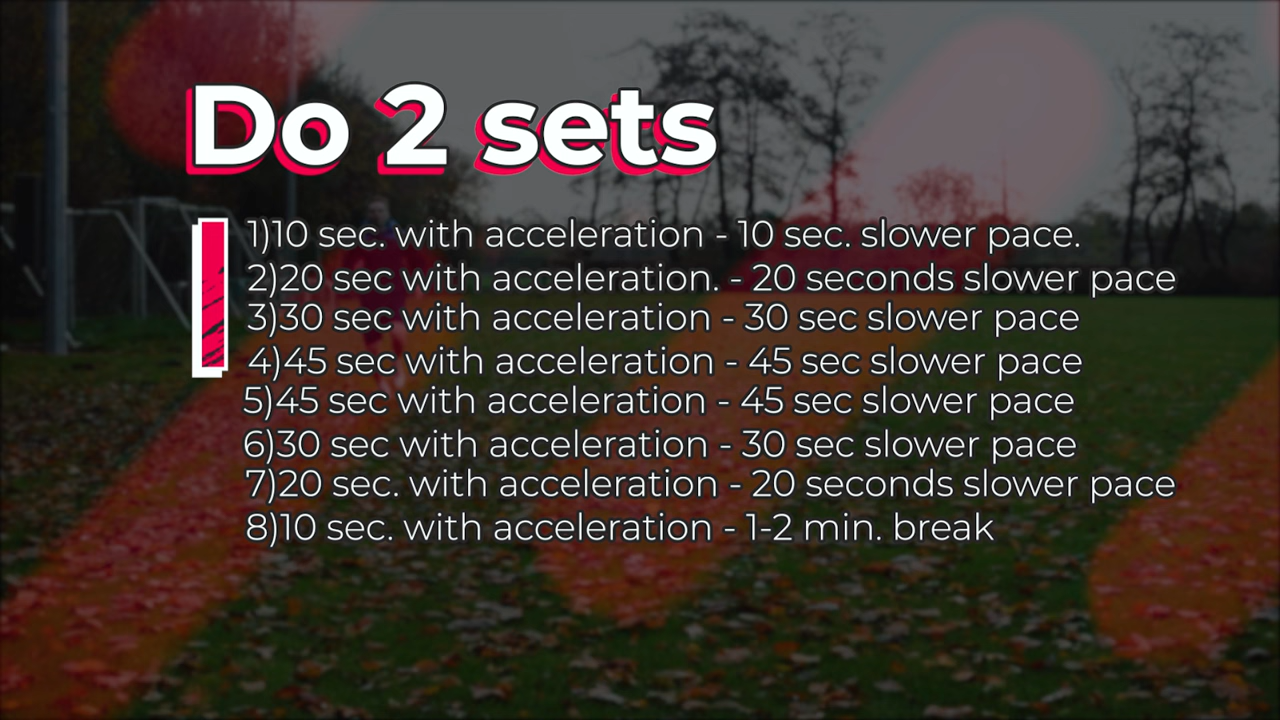 Do 2 sets
1)10 sec. with acceleration - 10 sec. slower pace.
2)20 sec with acceleration. - 20 seconds slower pace
3)30 sec with acceleration - 30 sec slower pace
4)45 sec with acceleration - 45 sec slower pace
5)45 sec with acceleration - 45 sec slower pace
6)30 sec with acceleration - 30 sec slower pace
7)20 sec. with acceleration - 20 seconds slower pace
8)10 sec. with acceleration - 1-2 min. break